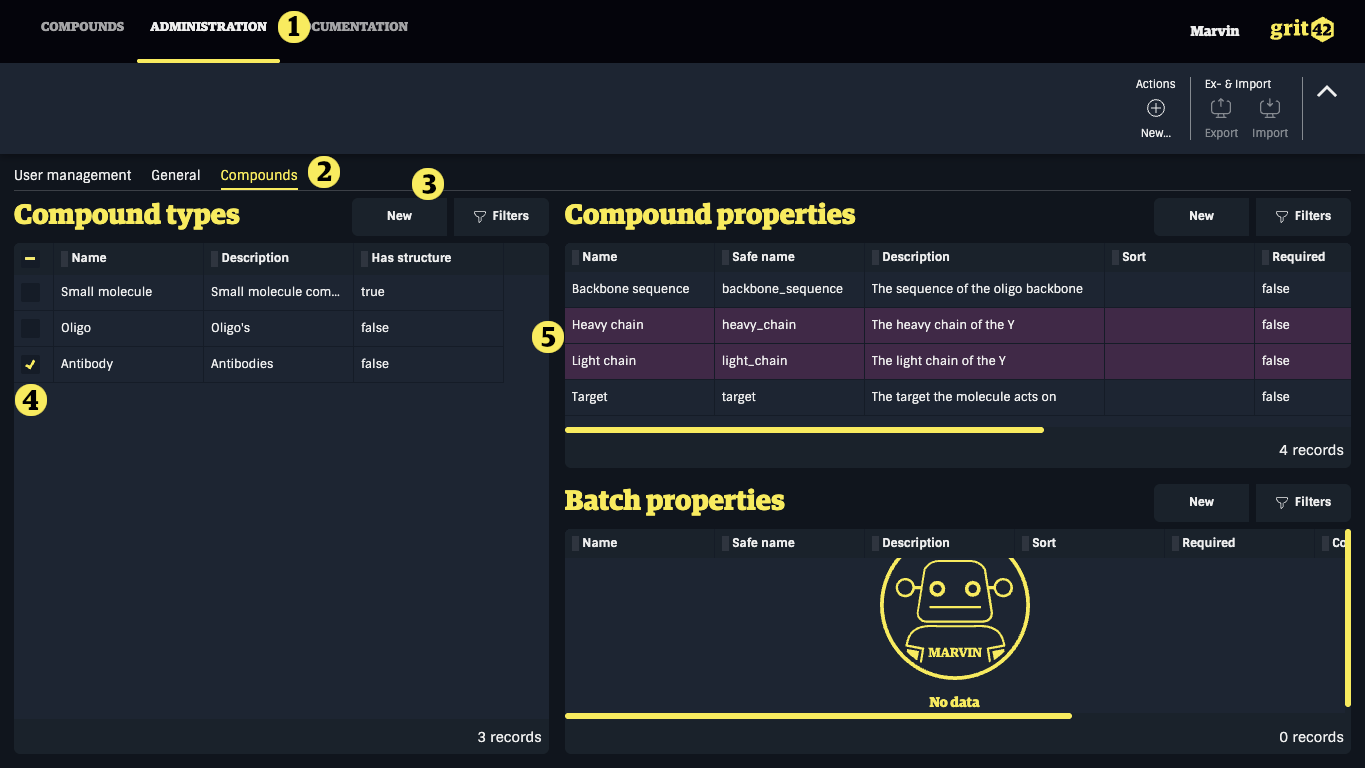 COMPOUNDS ADMINISTRATION 1 CUMENTATION Marvin grit42
Actions Ex- & Import
New... Export Import
User management General Compounds 2
3
Compound types New Filters
Name Description Has structure
Small molecule Small molecule com... true
Oligo Oligo's false
Antibody Antibodies false
4
3 records
Compound properties New Filters
Name Safe name Description Sort Required
Backbone sequence backbone_sequence The sequence of the oligo backbone false
5 Heavy chain heavy_chain The heavy chain of the Y false
Light chain light_chain The light chain of the Y false
Target target The target the molecule acts on false
4 records
Batch properties New Filters
Name Safe name Description Sort Required Co
MARVIN
No data
0 records